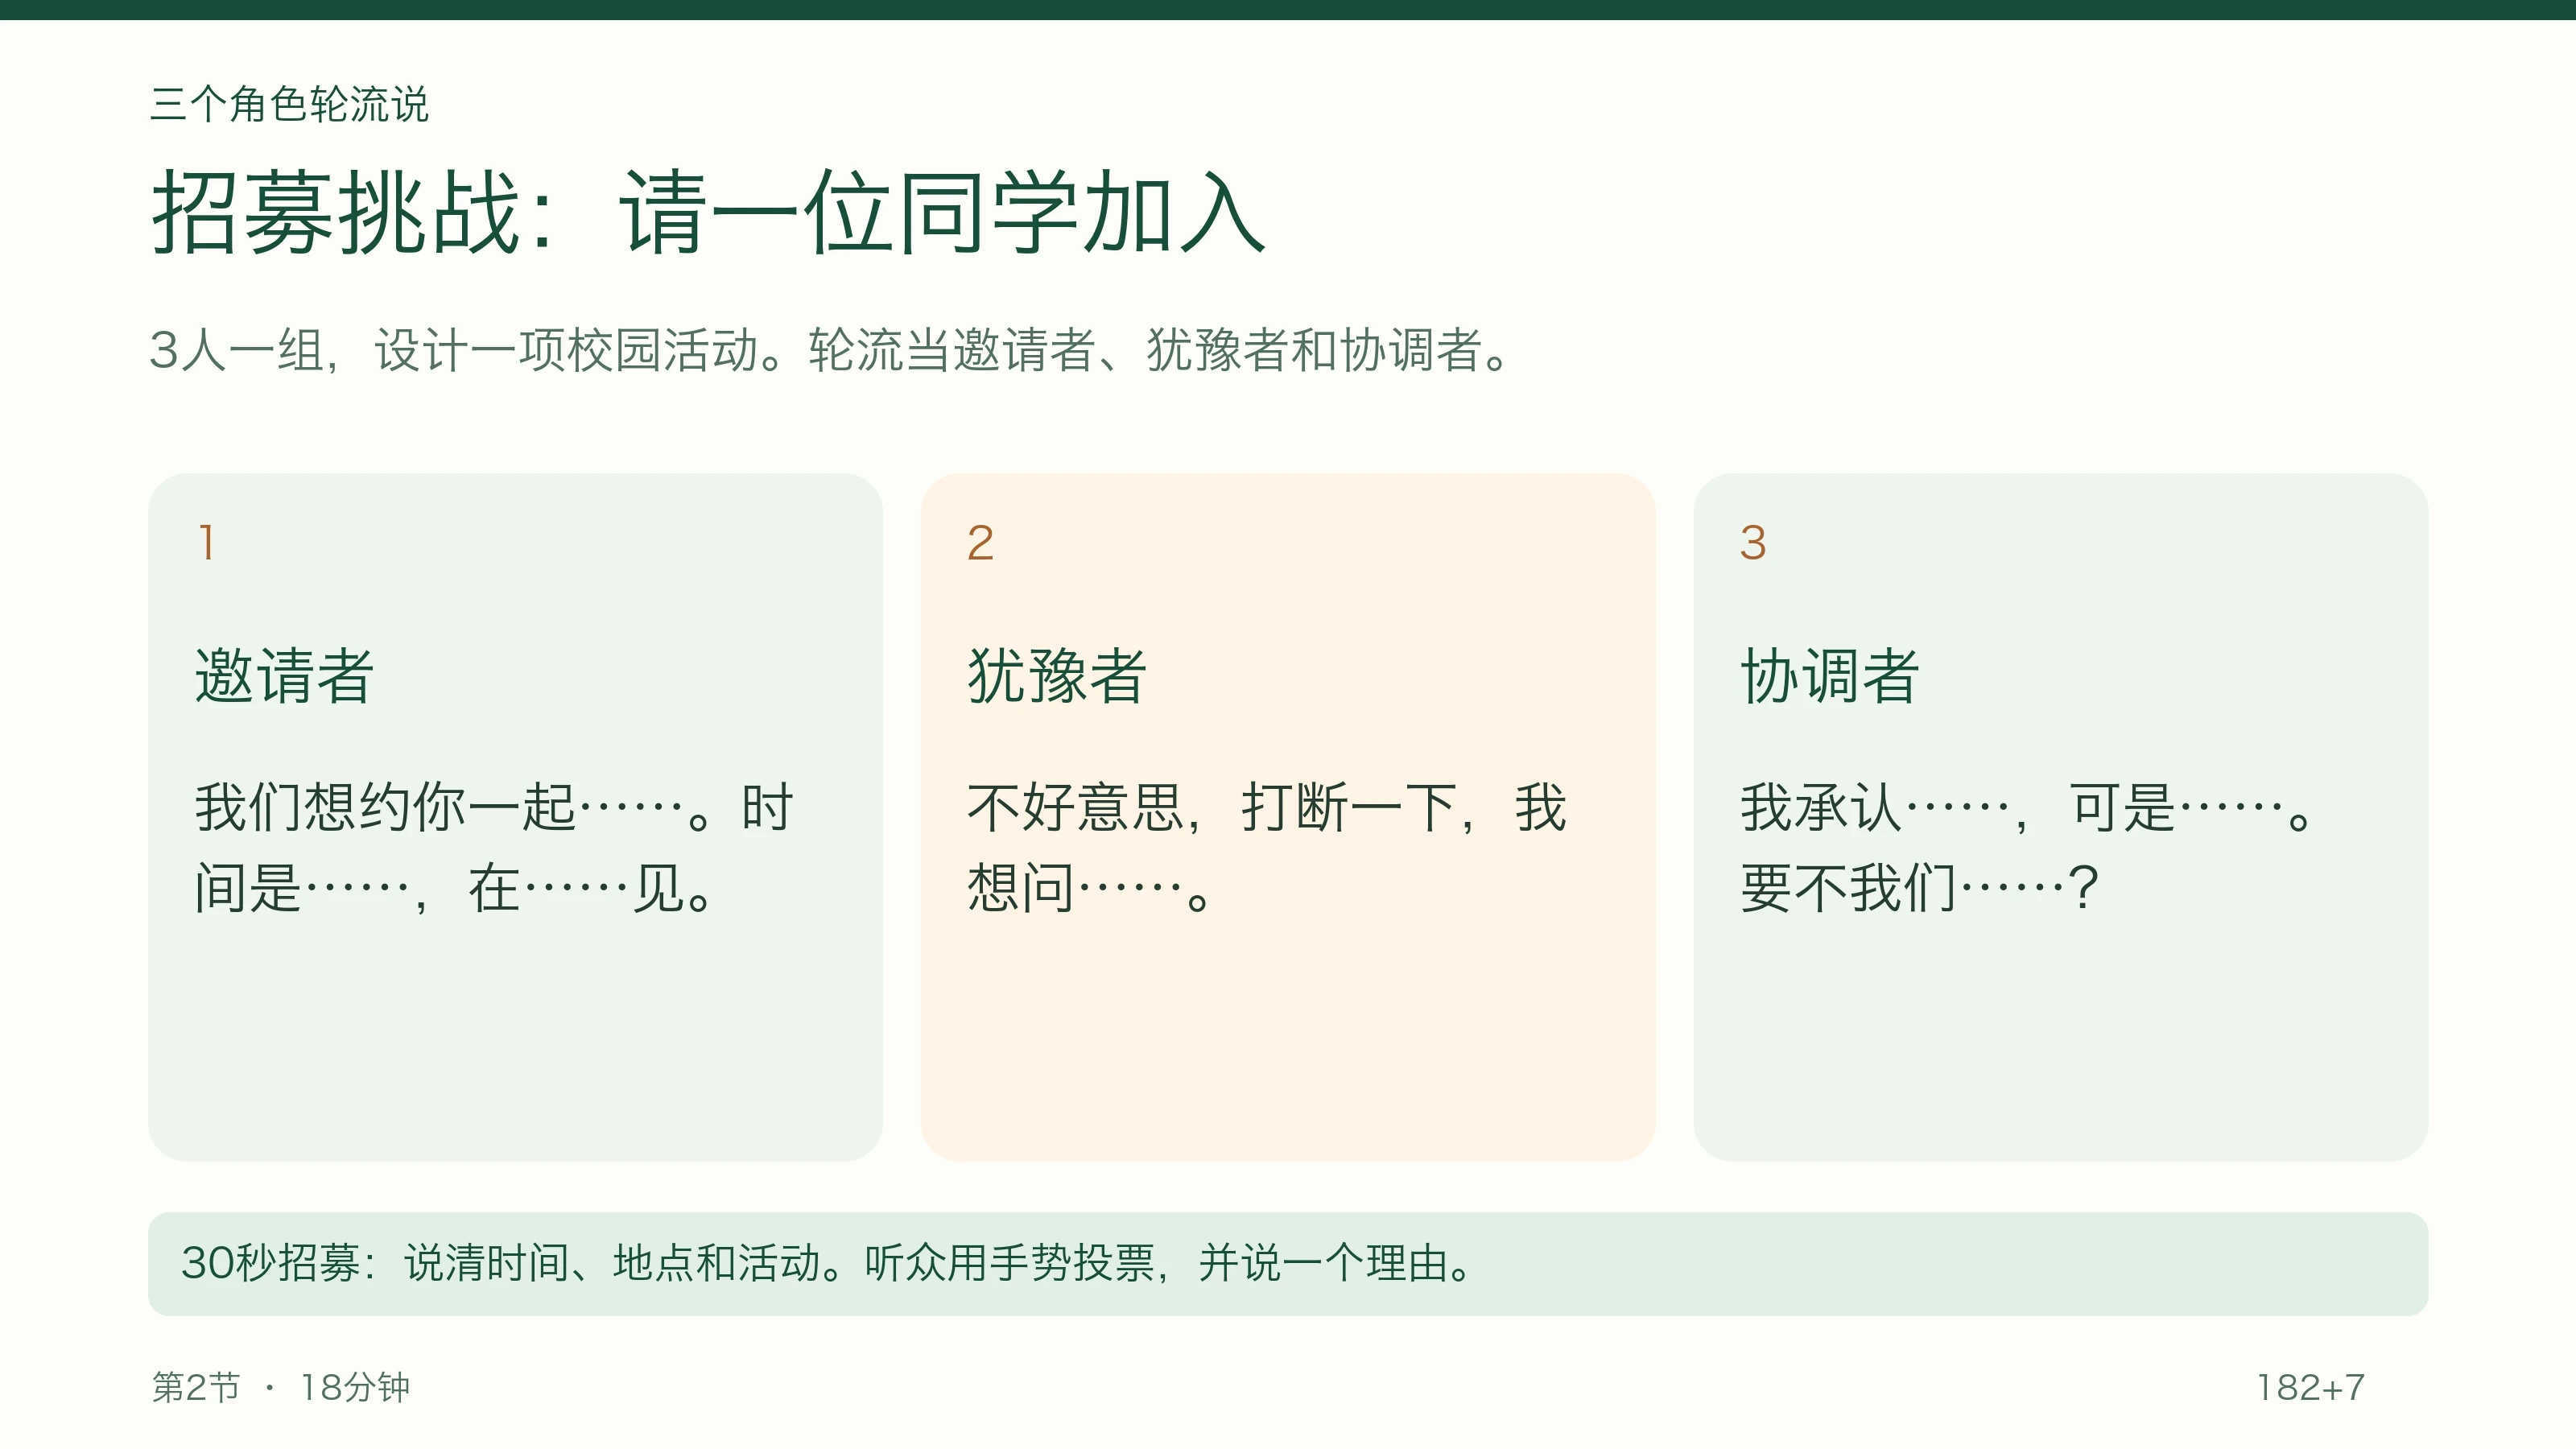 三个角色轮流说
招募挑战：请一位同学加入
3人一组，设计一项校园活动。轮流当邀请者、犹豫者和协调者。
1
邀请者
我们想约你一起……。时
间是……，在……见。
2
犹豫者
不好意思，打断一下，我
想问……。
3
协调者
我承认……，可是……。
要不我们……？
30秒招募：说清时间、地点和活动。听众用手势投票，并说一个理由。
第2节 · 18分钟
182+7